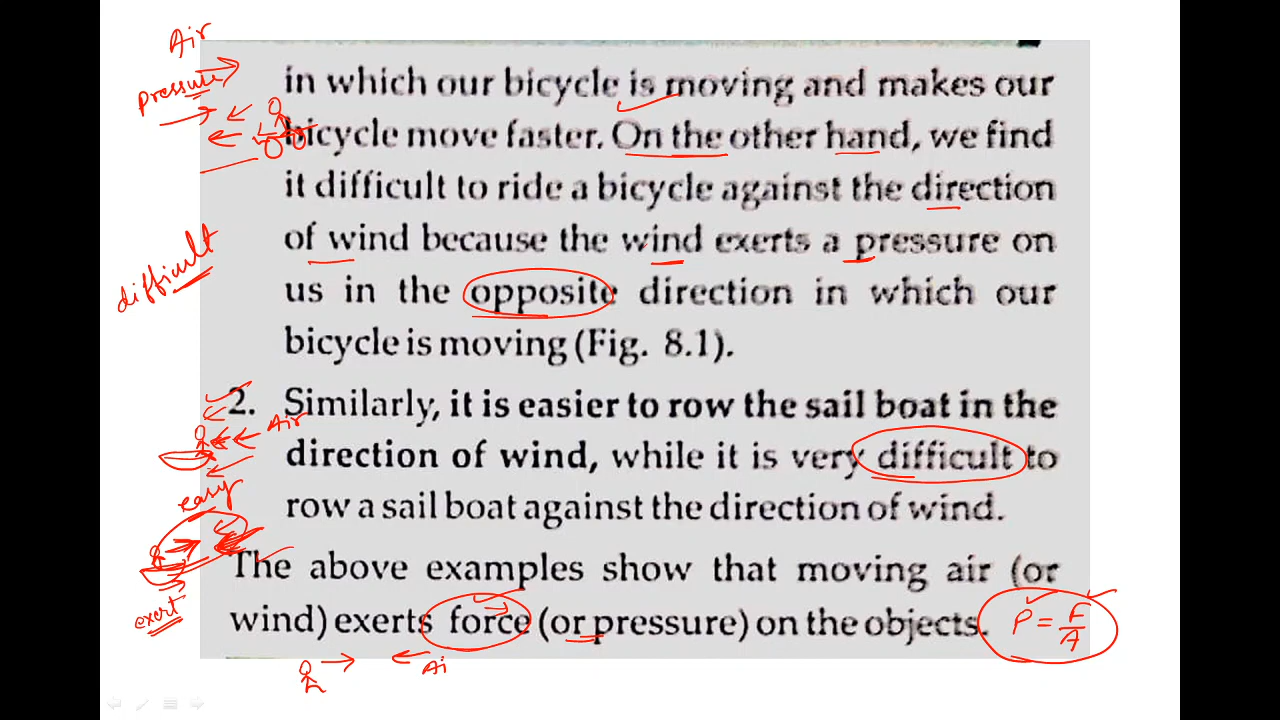 Air
pressure
in which our bicycle is moving and makes our
bicycle move faster. On the other hand, we find
it difficult to ride a bicycle against the direction
of wind because the wind exerts a pressure on
us in the opposite direction in which our
bicycle is moving (Fig. 8.1).
difficult
2. Similarly, it is easier to row the sail boat in the
Air
direction of wind, while it is very difficult to
easy
row a sail boat against the direction of wind.
The above examples show that moving air (or
wind) exerts force (or pressure) on the objects.
P = F/A
exert
Ai